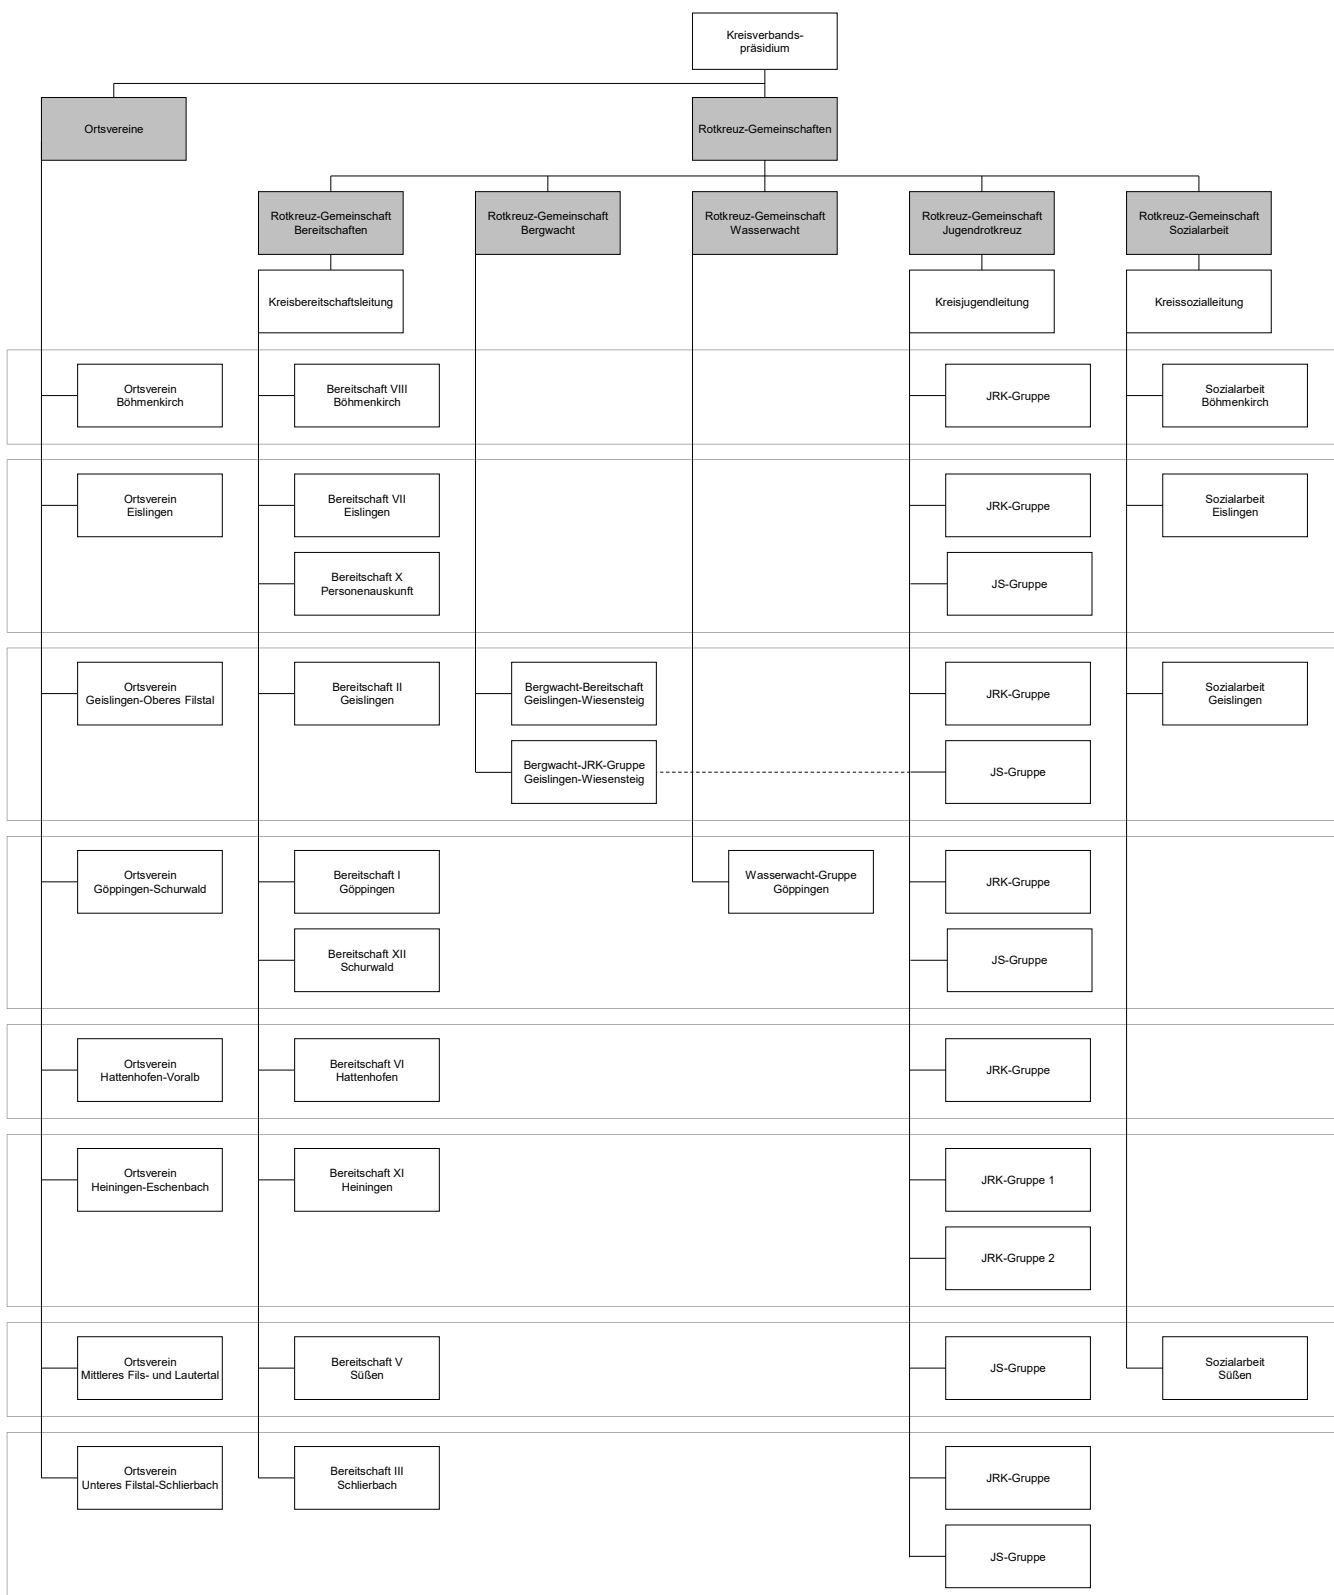 Kreisverbands-
präsidium
Ortsvereine
Rotkreuz-Gemeinschaften
Rotkreuz-Gemeinschaft
Bereitschaften
Rotkreuz-Gemeinschaft
Bergwacht
Rotkreuz-Gemeinschaft
Wasserwacht
Rotkreuz-Gemeinschaft
Jugendrotkreuz
Rotkreuz-Gemeinschaft
Sozialarbeit
Kreisbereitschaftsleitung
Kreisjugendleitung
Kreissozialleitung
Ortsverein
Böhmenkirch
Bereitschaft VIII
Böhmenkirch
JRK-Gruppe
Sozialarbeit
Böhmenkirch
Ortsverein
Eislingen
Bereitschaft VII
Eislingen
JRK-Gruppe
Sozialarbeit
Eislingen
Bereitschaft X
Personenauskunft
JS-Gruppe
Ortsverein
Geislingen-Oberes Filstal
Bereitschaft II
Geislingen
Bergwacht-Bereitschaft
Geislingen-Wiesensteig
JRK-Gruppe
Sozialarbeit
Geislingen
Bergwacht-JRK-Gruppe
Geislingen-Wiesensteig
JS-Gruppe
Ortsverein
Göppingen-Schurwald
Bereitschaft I
Göppingen
Wasserwacht-Gruppe
Göppingen
JRK-Gruppe
Bereitschaft XII
Schurwald
JS-Gruppe
Ortsverein
Hattenhofen-Voralb
Bereitschaft VI
Hattenhofen
JRK-Gruppe
Ortsverein
Heiningen-Eschenbach
Bereitschaft XI
Heiningen
JRK-Gruppe 1
JRK-Gruppe 2
Ortsverein
Mittleres Fils- und Lautertal
Bereitschaft V
Süßen
JS-Gruppe
Sozialarbeit
Süßen
Ortsverein
Unteres Filstal-Schlierbach
Bereitschaft III
Schlierbach
JRK-Gruppe
JS-Gruppe